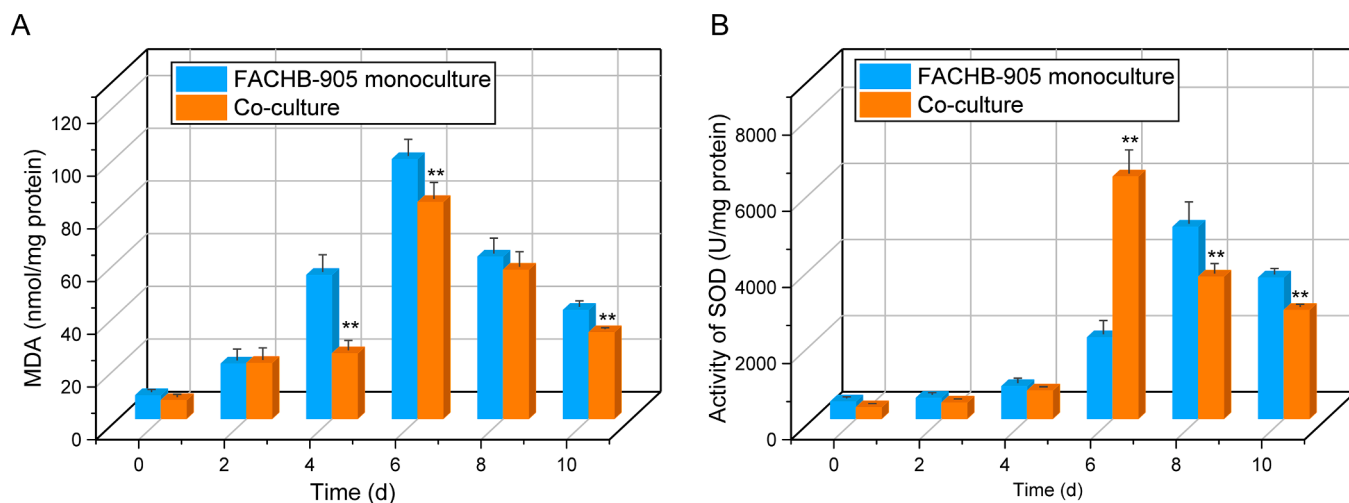 A
FACHB-905 monoculture
Co-culture
MDA (nmol/mg protein)
120
100
80
60
40
20
0
**
**
**
0 2 4 6 8 10
Time (d)
B
FACHB-905 monoculture
Co-culture
Activity of SOD (U/mg protein)
8000
6000
4000
2000
0
**
**
**
0 2 4 6 8 10
Time (d)